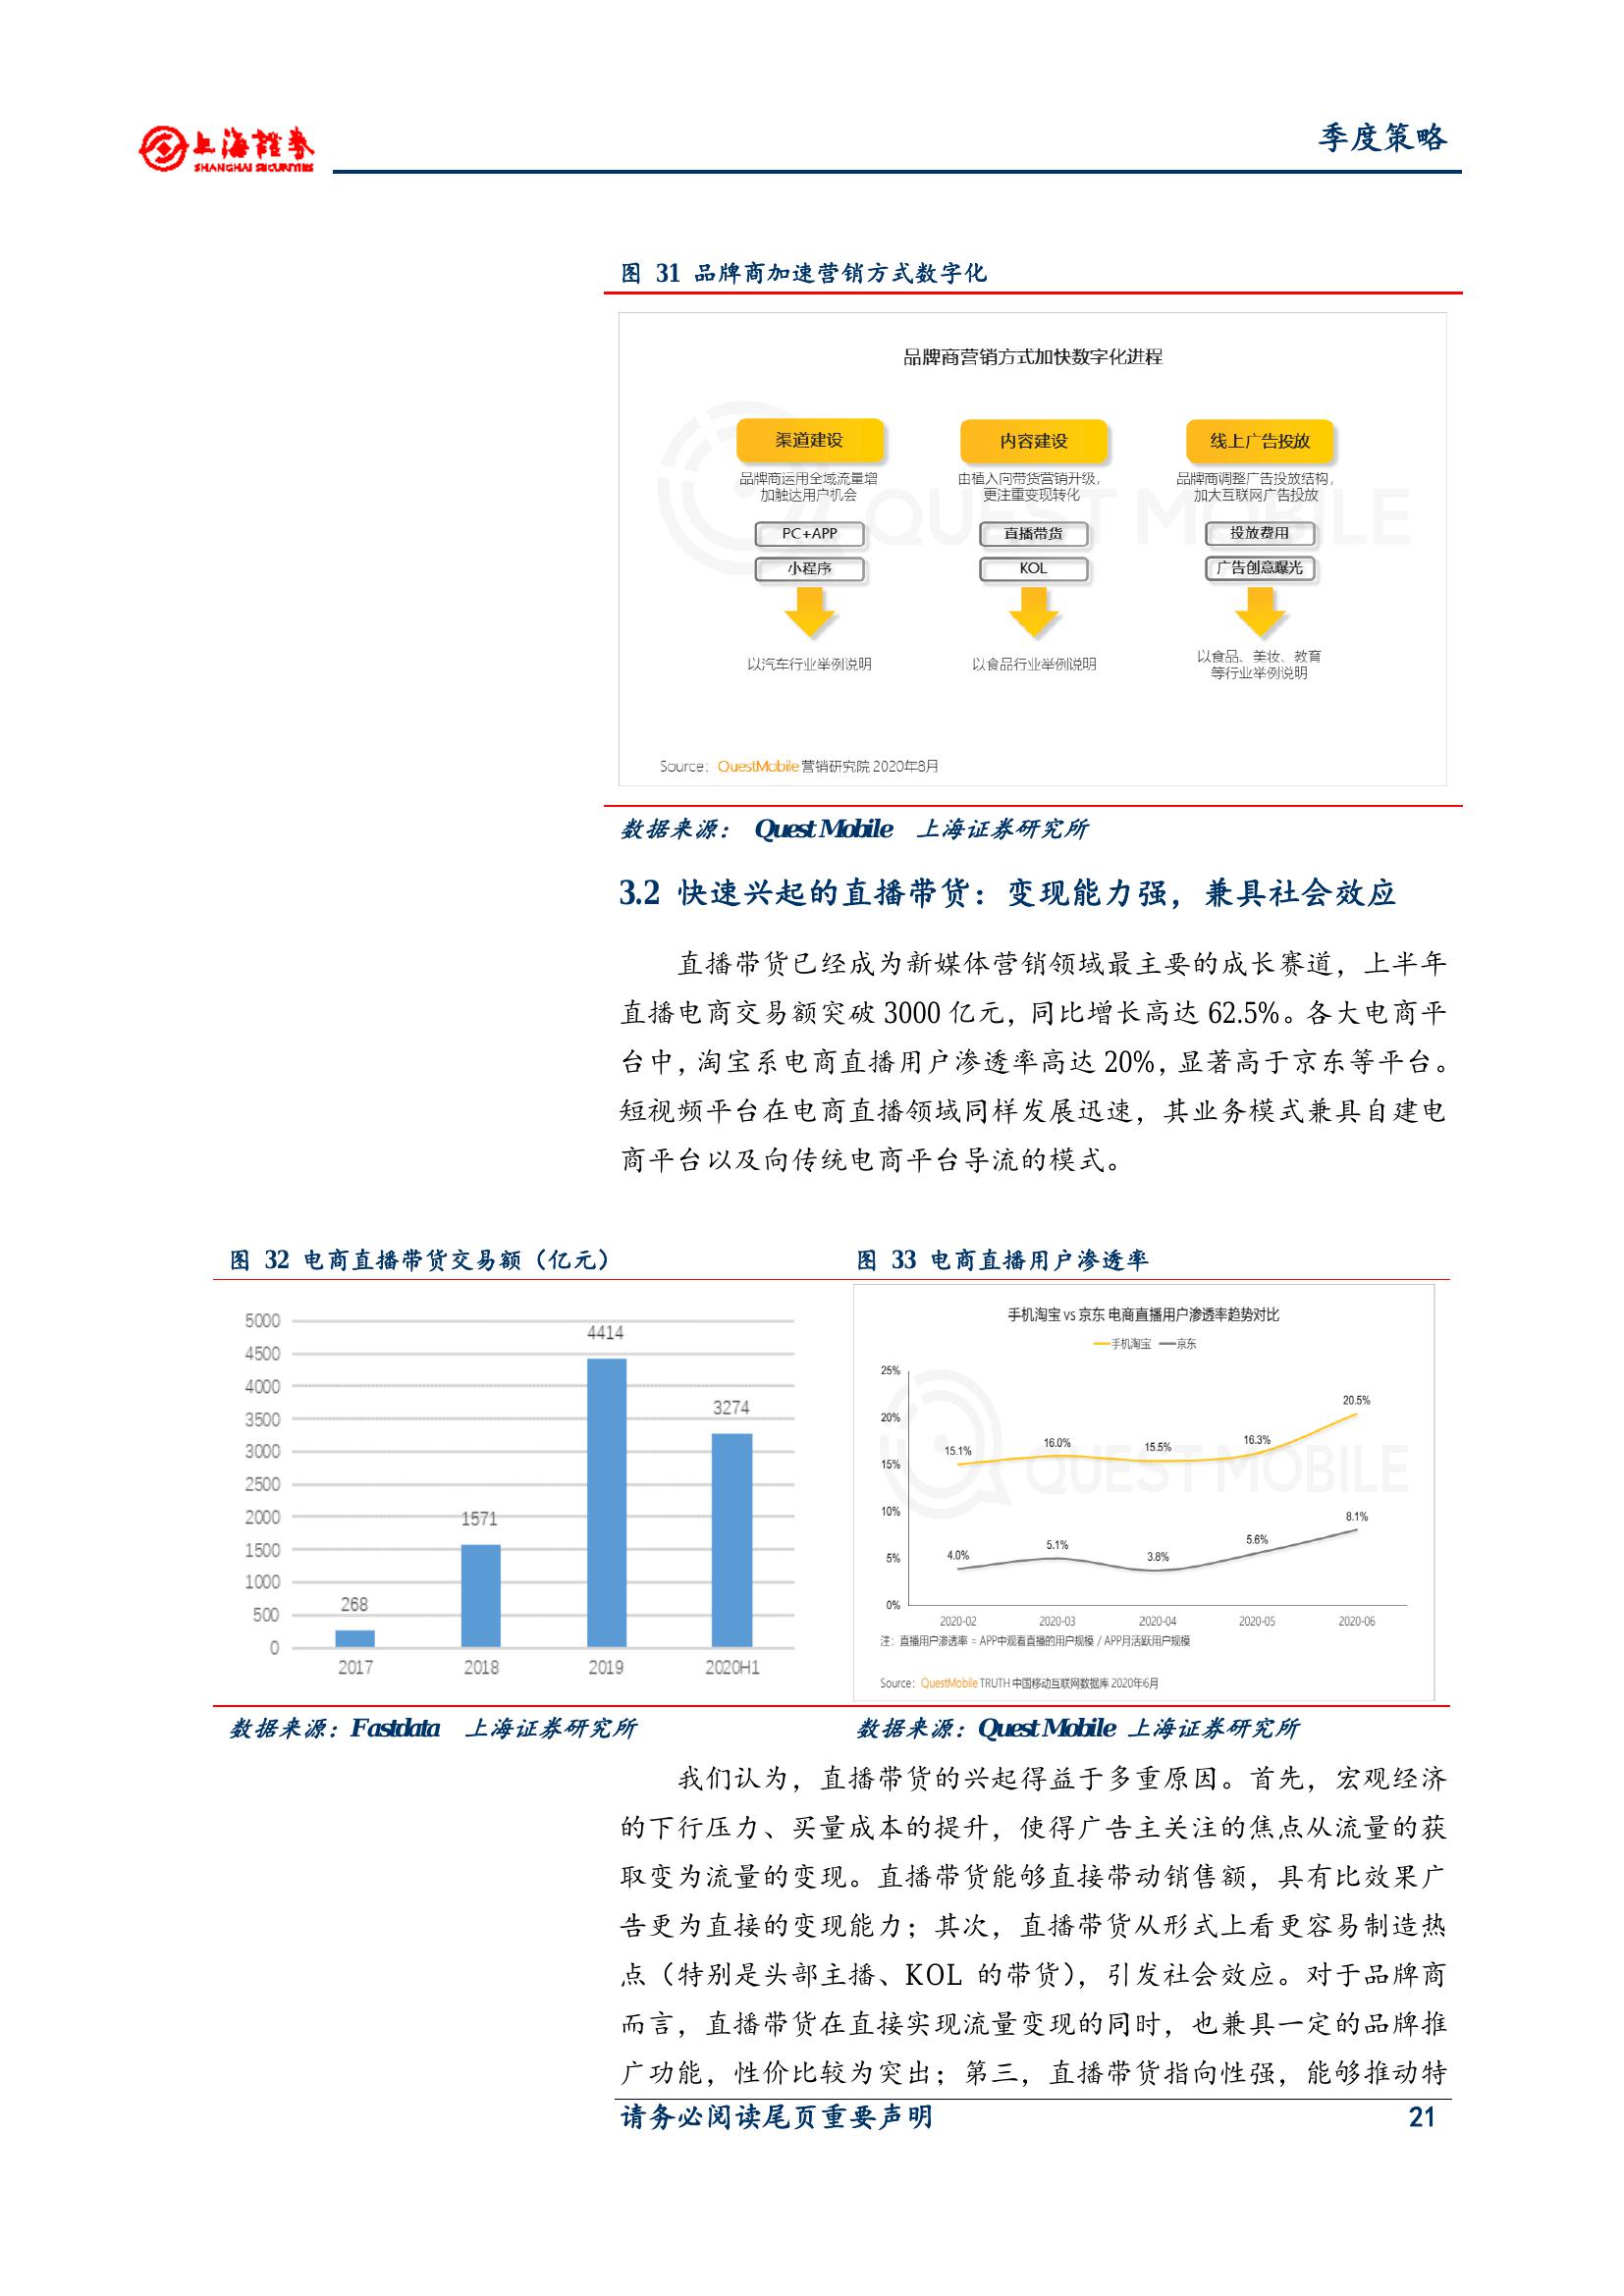 上海證券
SHANGHAI SECURITIES
季度策略
图 31 品牌商加速营销方式数字化
品牌商营销方式加快数字化进程
渠道建设
品牌商运用全域流量增
加触达用户机会
PC+APP
小程序
以汽车行业举例说明
内容建设
由植入向带货营销升级,
更注重变现转化
直播带货
KOL
以食品行业举例说明
线上广告投放
品牌商调整广告投放结构,
加大互联网广告投放
投放费用
广告创意曝光
以食品、美妆、教育
等行业举例说明
QUEST MOBILE
Source: QuestMobile 营销研究院 2020年8月
数据来源： Quest Mobile 上海证券研究所
3.2 快速兴起的直播带货：变现能力强，兼具社会效应
直播带货已经成为新媒体营销领域最主要的成长赛道，上半年
直播电商交易额突破 3000 亿元，同比增长高达 62.5%。各大电商平
台中，淘宝系电商直播用户渗透率高达 20%，显著高于京东等平台。
短视频平台在电商直播领域同样发展迅速，其业务模式兼具自建电
商平台以及向传统电商平台导流的模式。
图 32 电商直播带货交易额（亿元）
5000
4500
4000
3500
3000
2500
2000
1500
1000
500
0
268
1571
4414
3274
2017 2018 2019 2020H1
数据来源：Fastdata 上海证券研究所
图 33 电商直播用户渗透率
手机淘宝 vs 京东 电商直播用户渗透率趋势对比
手机淘宝 京东
25%
20%
15%
10%
5%
0%
15.1% 16.0% 15.5% 16.3% 20.5%
4.0% 5.1% 3.8% 5.6% 8.1%
QUEST MOBILE
2020-02 2020-03 2020-04 2020-05 2020-06
注：直播用户渗透率 = APP中观看直播的用户规模 / APP月活跃用户规模
Source: QuestMobile TRUTH 中国移动互联网数据库 2020年6月
数据来源：Quest Mobile 上海证券研究所
我们认为，直播带货的兴起得益于多重原因。首先，宏观经济
的下行压力、买量成本的提升，使得广告主关注的焦点从流量的获
取变为流量的变现。直播带货能够直接带动销售额，具有比效果广
告更为直接的变现能力；其次，直播带货从形式上看更容易制造热
点（特别是头部主播、KOL 的带货），引发社会效应。对于品牌商
而言，直播带货在直接实现流量变现的同时，也兼具一定的品牌推
广功能，性价比较为突出；第三，直播带货指向性强，能够推动特
请务必阅读尾页重要声明
21